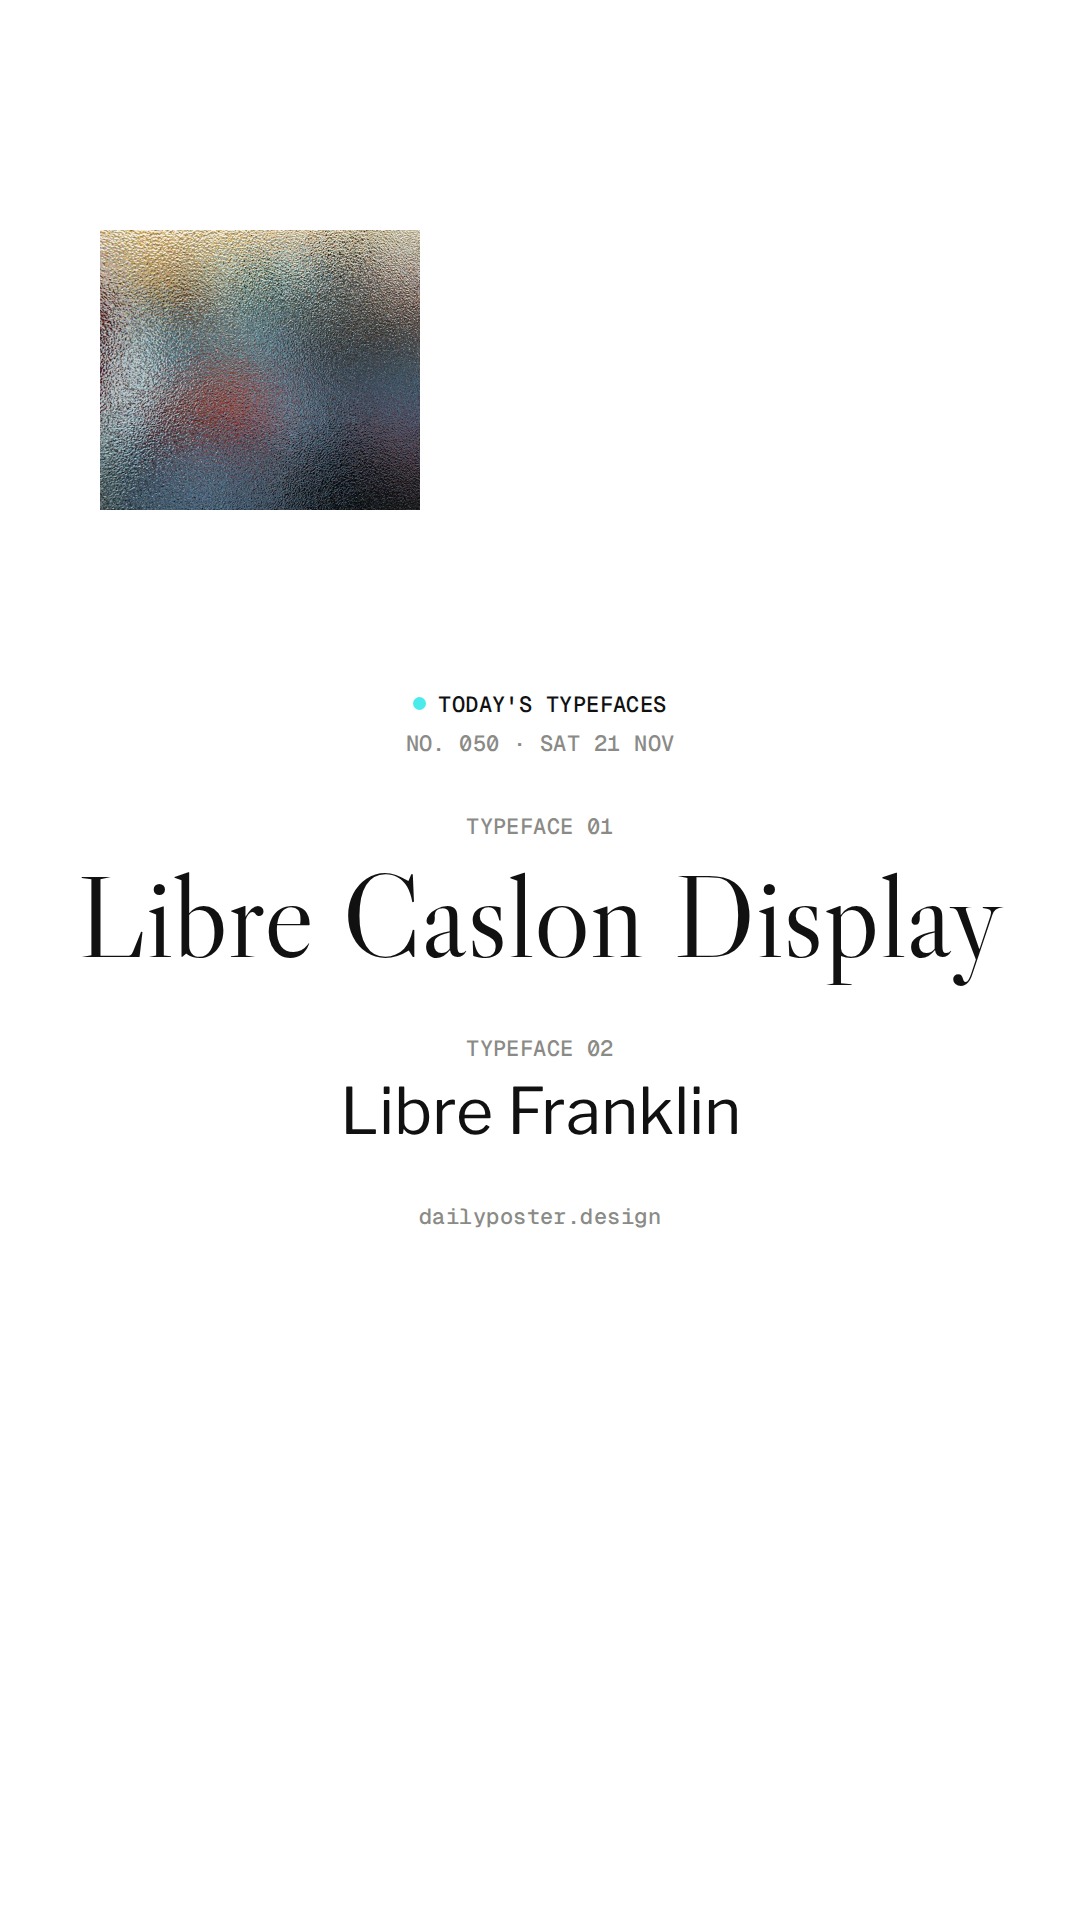 TODAY'S TYPEFACES
NO. 050 · SAT 21 NOV
TYPEFACE 01
Libre Caslon Display
TYPEFACE 02
Libre Franklin
dailyposter.design